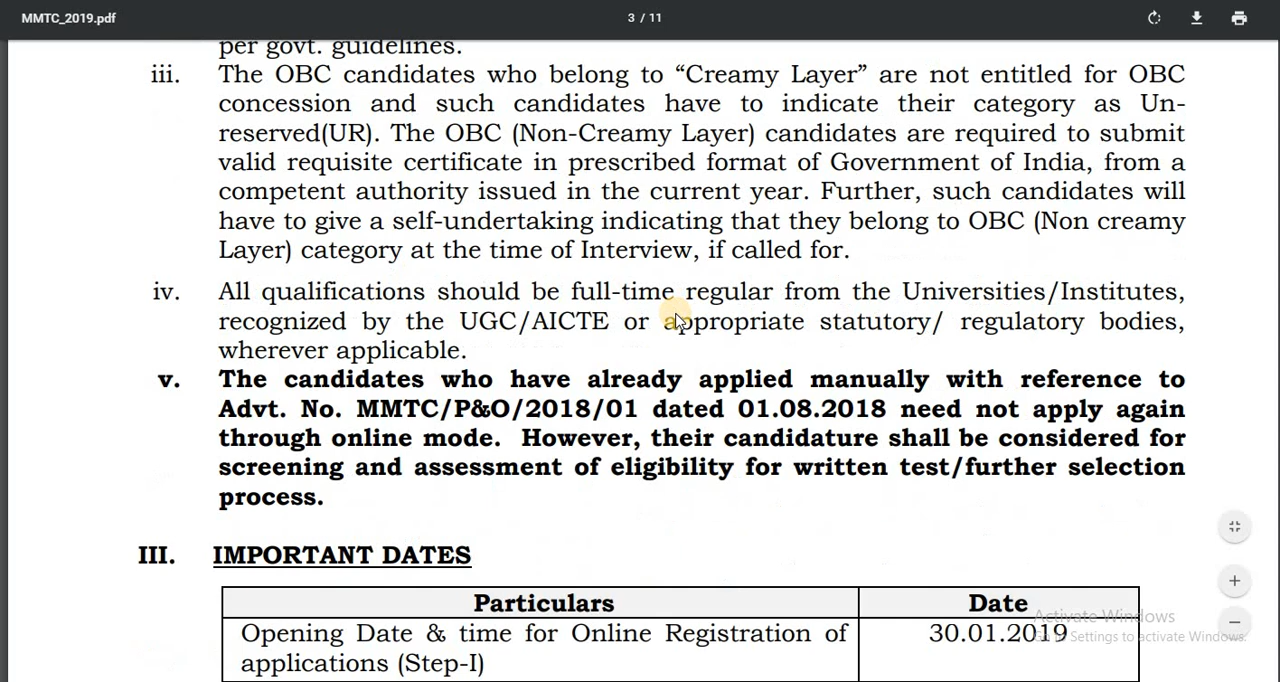 MMTC_2019.pdf
3 / 11
per govt. guidelines.
iii. The OBC candidates who belong to “Creamy Layer” are not entitled for OBC
concession and such candidates have to indicate their category as Un-
reserved(UR). The OBC (Non-Creamy Layer) candidates are required to submit
valid requisite certificate in prescribed format of Government of India, from a
competent authority issued in the current year. Further, such candidates will
have to give a self-undertaking indicating that they belong to OBC (Non creamy
Layer) category at the time of Interview, if called for.
iv. All qualifications should be full-time regular from the Universities/Institutes,
recognized by the UGC/AICTE or appropriate statutory/ regulatory bodies,
wherever applicable.
v. The candidates who have already applied manually with reference to
Advt. No. MMTC/P&O/2018/01 dated 01.08.2018 need not apply again
through online mode. However, their candidature shall be considered for
screening and assessment of eligibility for written test/further selection
process.
III. IMPORTANT DATES
Particulars Date
Activate Windows
Opening Date & time for Online Registration of 30.01.2019
Go to Settings to activate Windows.
applications (Step-I)